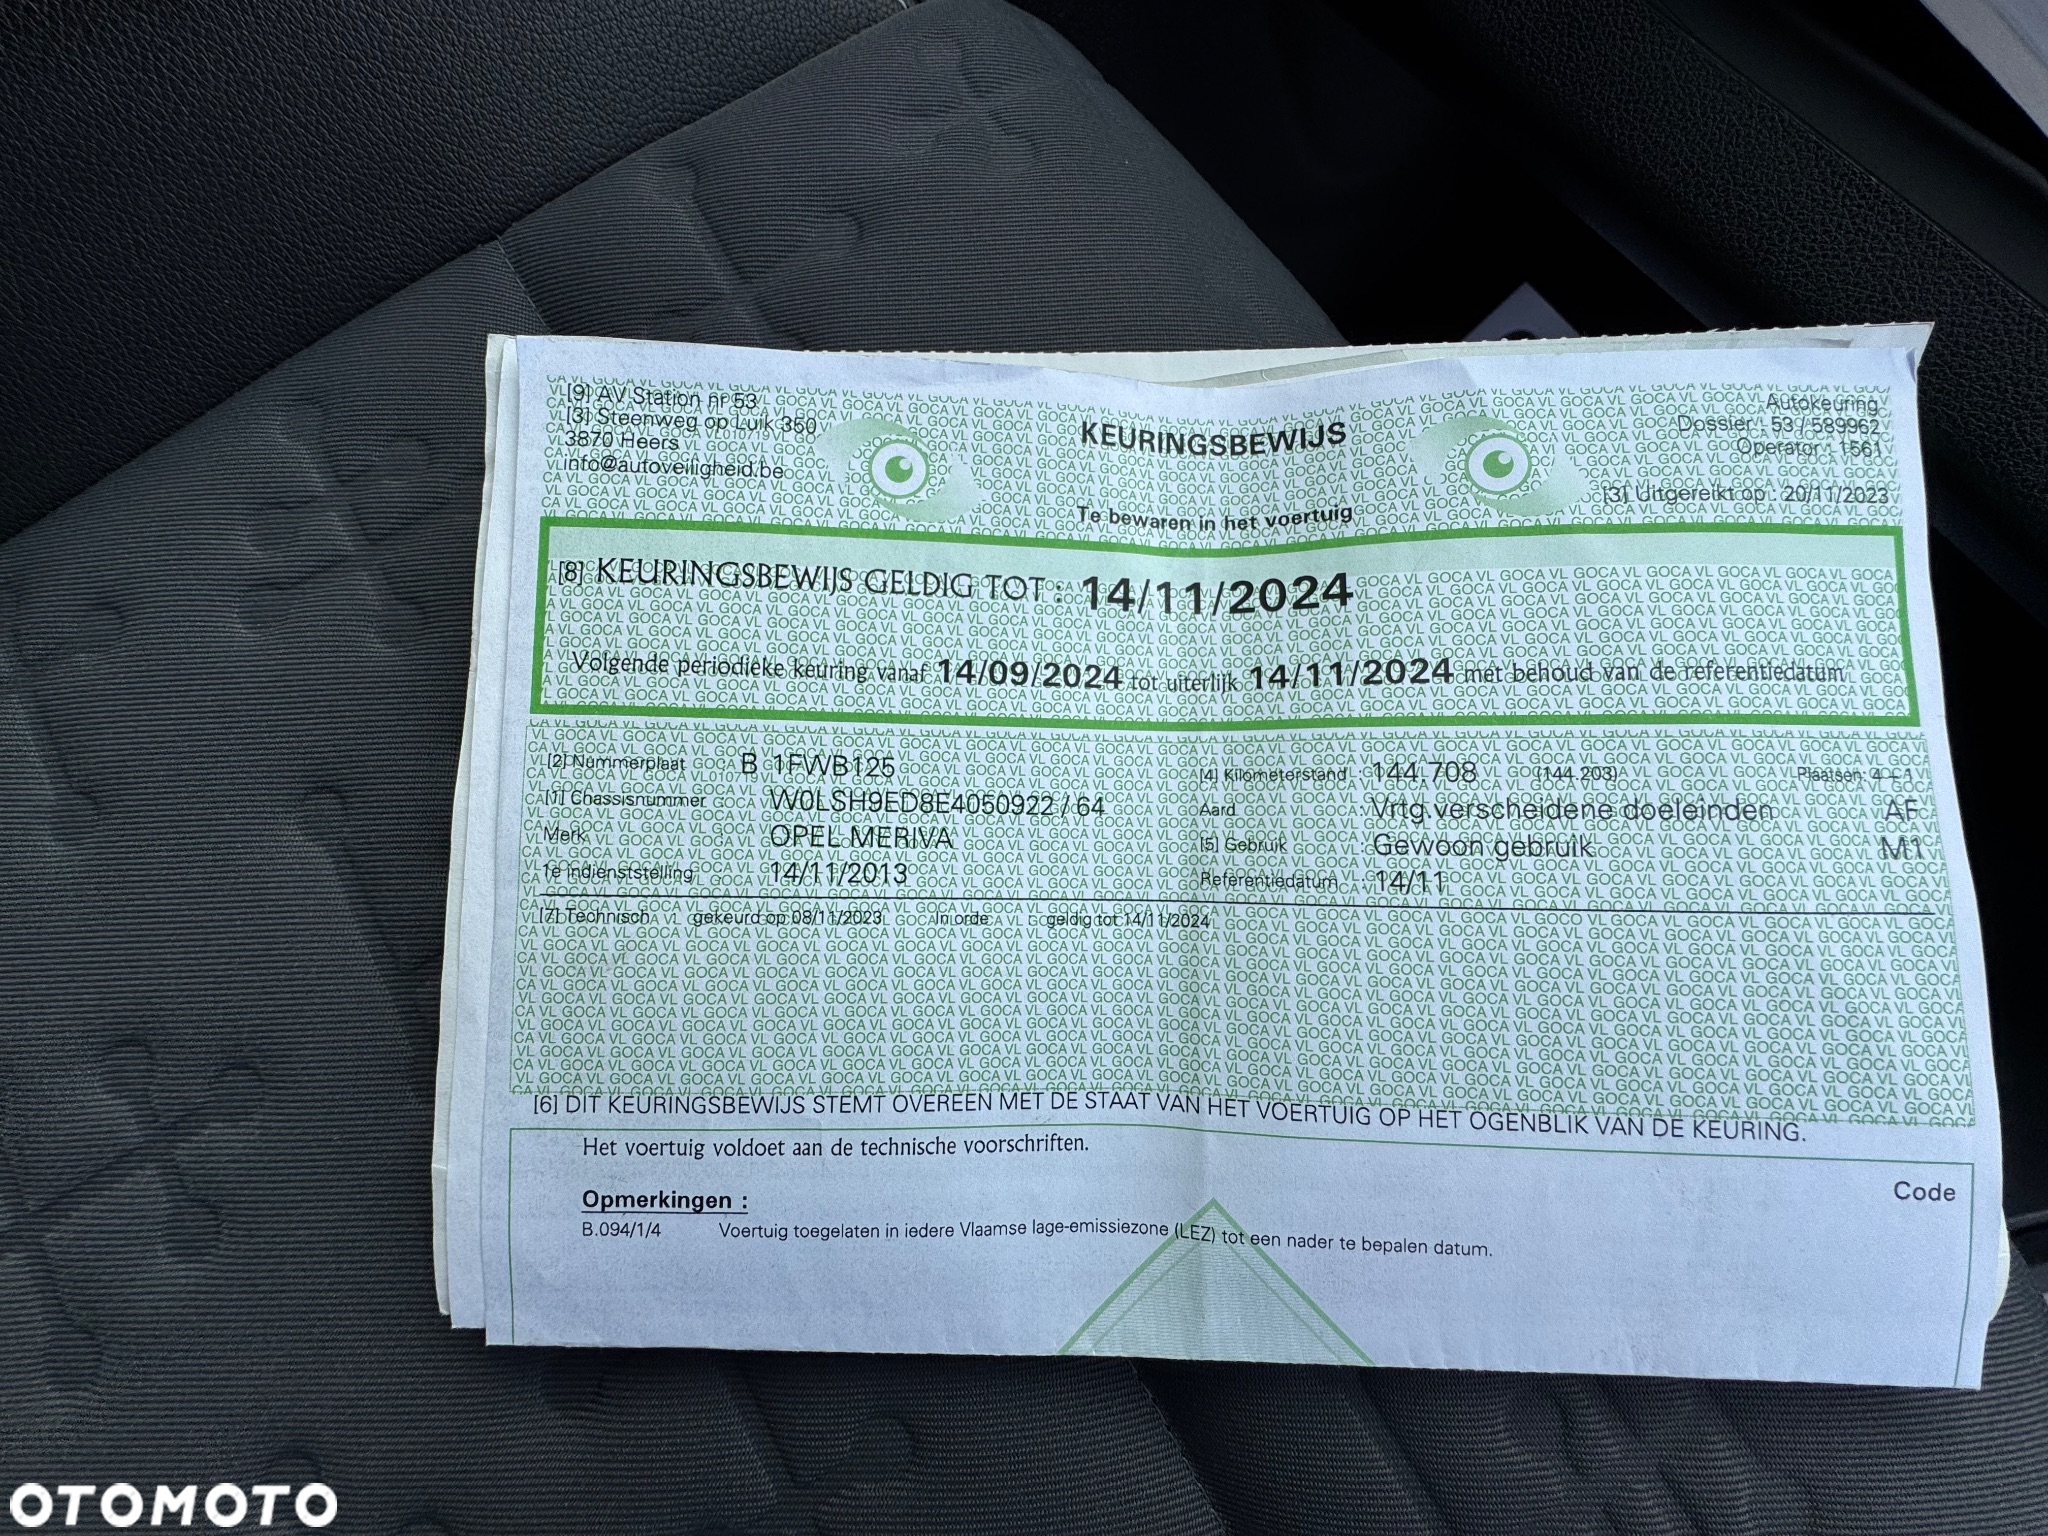 [9] AV Station nr 53
[3] Steenweg op Luik 350
3870 Heers
info@autoveiligheid.be
KEURINGSBEWIJS
Te bewaren in het voertuig
Autokeuring
Dossier : 53 / 589962
Operator : 1561
[3] Uitgereikt op : 20/11/2023
[8] KEURINGSBEWIJS GELDIG TOT : 14/11/2024
Volgende periodieke keuring vanaf 14/09/2024 tot uiterlijk 14/11/2024 met behoud van de referentiedatum
[2] Nummerplaat : B 1FWB125
[4] Kilometerstand : 144.708 (144.203) Plaatsen: 4 + 1
[1] Chassisnummer W0LSH9ED8E4050922 / 64
Aard : Vrtg.verscheidene doeleinden AF
Merk OPEL MERIVA
[5] Gebruik : Gewoon gebruik M1
1e indienststelling 14/11/2013
Referentiedatum : 14/11
[7] Technisch gekeurd op 08/11/2023 In orde geldig tot 14/11/2024
[6] DIT KEURINGSBEWIJS STEMT OVEREEN MET DE STAAT VAN HET VOERTUIG OP HET OGENBLIK VAN DE KEURING.
Het voertuig voldoet aan de technische voorschriften.
Code
Opmerkingen :
B.094/1/4 Voertuig toegelaten in iedere Vlaamse lage-emissiezone (LEZ) tot een nader te bepalen datum.
OTOMOTO